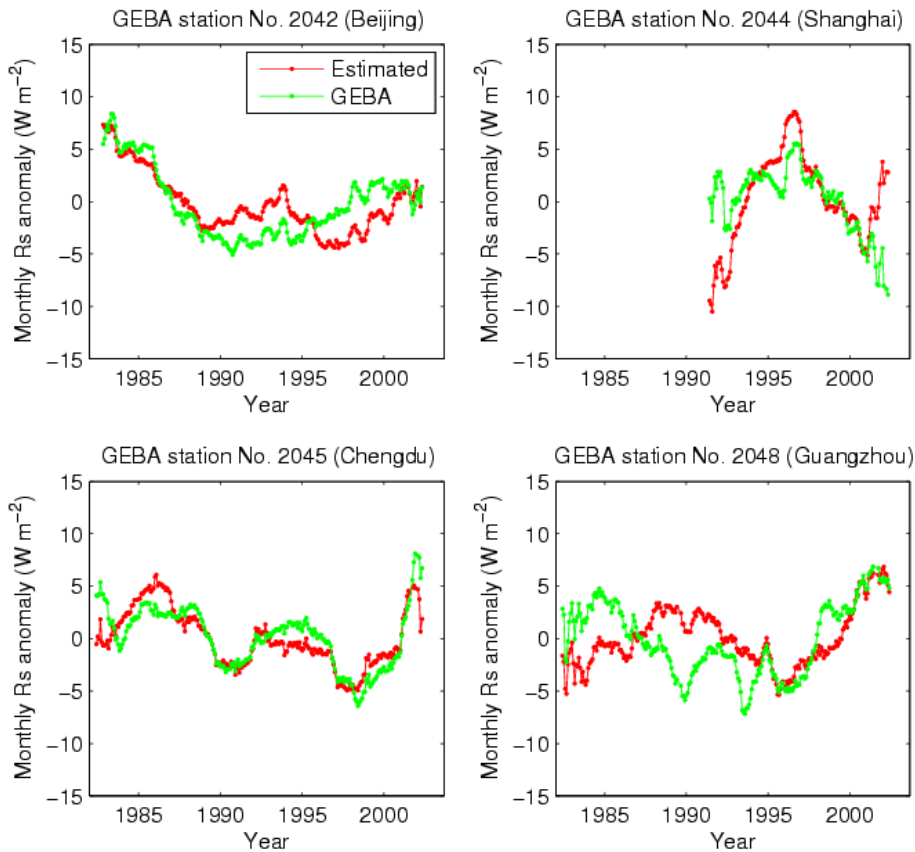 GEBA station No. 2042 (Beijing)
Monthly Rs anomaly (W m−2)
15
10
5
0
−5
−10
−15
Estimated
GEBA
1985 1990 1995 2000
Year
GEBA station No. 2044 (Shanghai)
Monthly Rs anomaly (W m−2)
15
10
5
0
−5
−10
−15
1985 1990 1995 2000
Year
GEBA station No. 2045 (Chengdu)
Monthly Rs anomaly (W m−2)
15
10
5
0
−5
−10
−15
1985 1990 1995 2000
Year
GEBA station No. 2048 (Guangzhou)
Monthly Rs anomaly (W m−2)
15
10
5
0
−5
−10
−15
1985 1990 1995 2000
Year